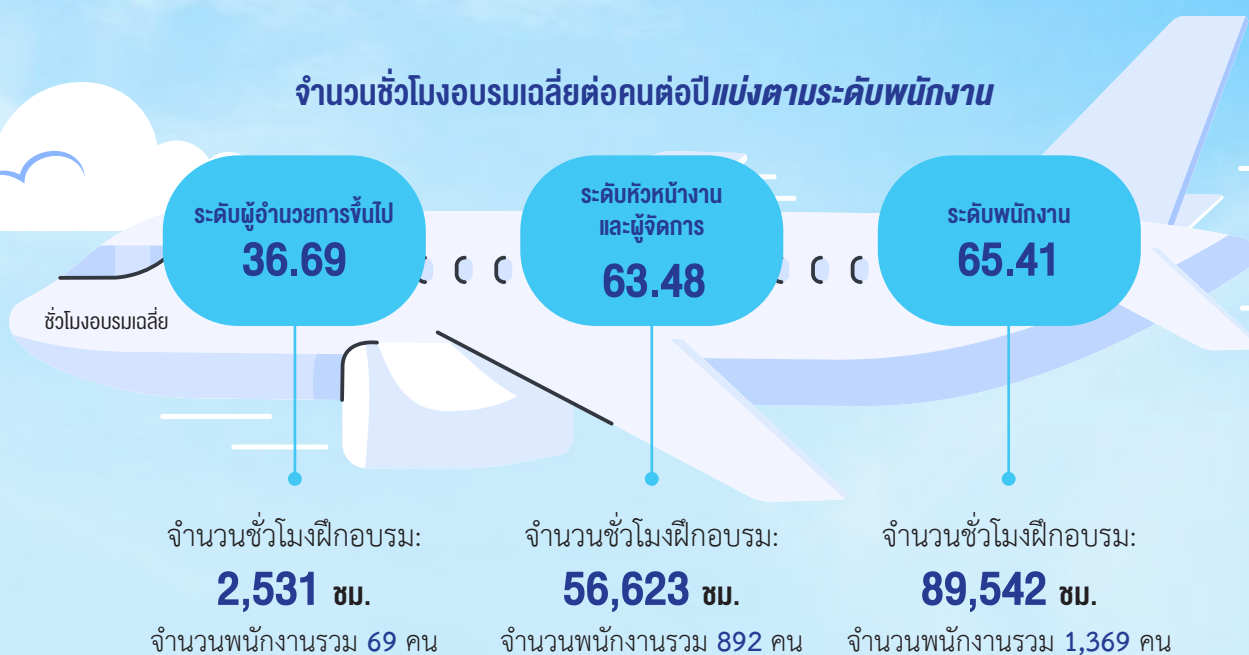 จำนวนชั่วโมงอบรมเฉลี่ยต่อคนต่อปีแบ่งตามระดับพนักงาน
ชั่วโมงอบรมเฉลี่ย
ระดับผู้อำนวยการขึ้นไป
36.69
ระดับหัวหน้างาน
และผู้จัดการ
63.48
ระดับพนักงาน
65.41
จำนวนชั่วโมงฝึกอบรม:
2,531 ชม.
จำนวนพนักงานรวม 69 คน
จำนวนชั่วโมงฝึกอบรม:
56,623 ชม.
จำนวนพนักงานรวม 892 คน
จำนวนชั่วโมงฝึกอบรม:
89,542 ชม.
จำนวนพนักงานรวม 1,369 คน